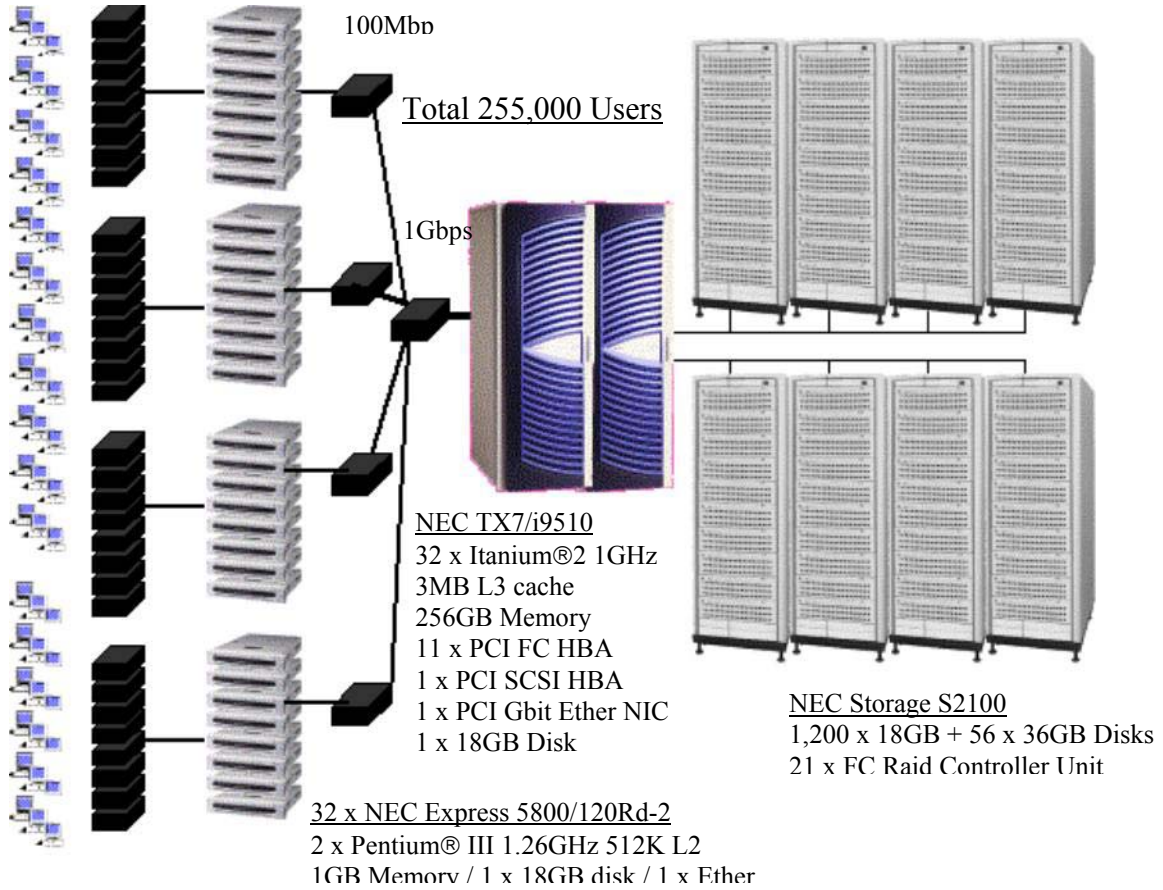 100Mbp
Total 255,000 Users
1Gbps
NEC TX7/i9510
32 x Itanium®2 1GHz
3MB L3 cache
256GB Memory
11 x PCI FC HBA
1 x PCI SCSI HBA
1 x PCI Gbit Ether NIC
1 x 18GB Disk
NEC Storage S2100
1,200 x 18GB + 56 x 36GB Disks
21 x FC Raid Controller Unit
32 x NEC Express 5800/120Rd-2
2 x Pentium® III 1.26GHz 512K L2
1GB Memory / 1 x 18GB disk / 1 x Ether